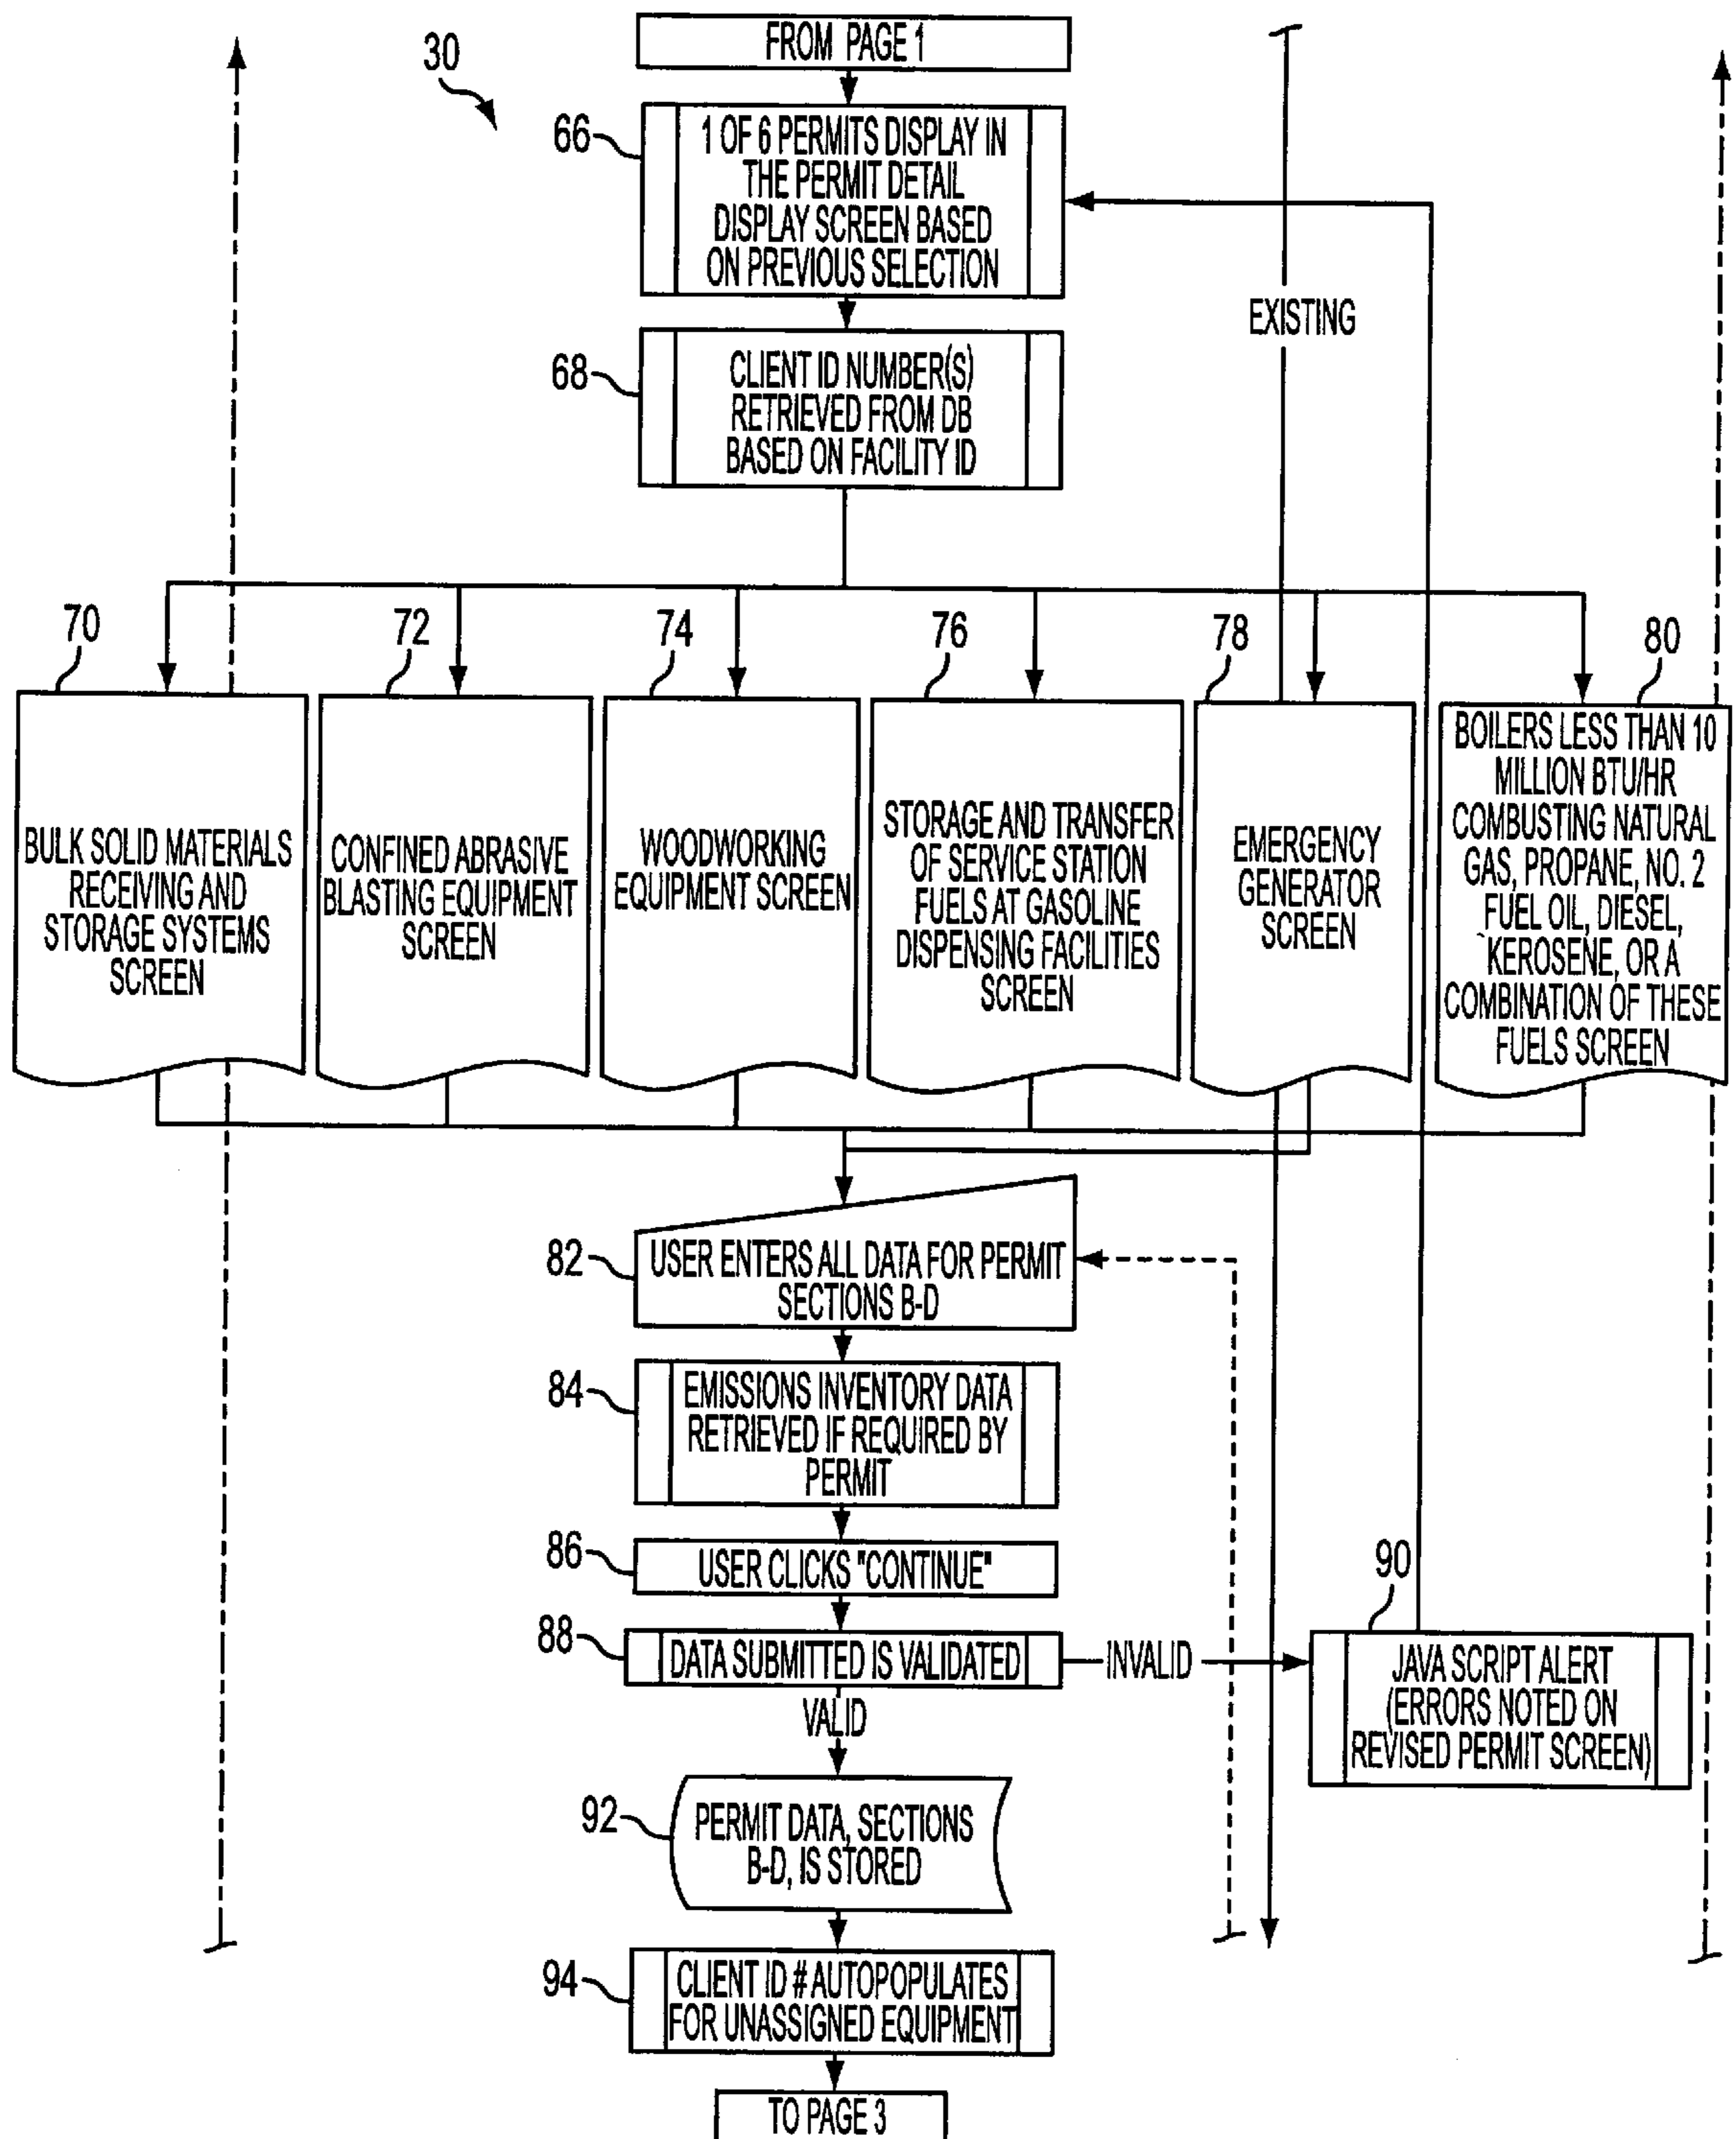 FROM PAGE 1
30
66
1 OF 6 PERMITS DISPLAY IN
THE PERMIT DETAIL
DISPLAY SCREEN BASED
ON PREVIOUS SELECTION
EXISTING
68
CLIENT ID NUMBER(S)
RETRIEVED FROM DB
BASED ON FACILITY ID
70
BULK SOLID MATERIALS
RECEIVING AND
STORAGE SYSTEMS
SCREEN
72
CONFINED ABRASIVE
BLASTING EQUIPMENT
SCREEN
74
WOODWORKING
EQUIPMENT SCREEN
76
STORAGE AND TRANSFER
OF SERVICE STATION
FUELS AT GASOLINE
DISPENSING FACILITIES
SCREEN
78
EMERGENCY
GENERATOR
SCREEN
80
BOILERS LESS THAN 10
MILLION BTU/HR
COMBUSTING NATURAL
GAS, PROPANE, NO. 2
FUEL OIL, DIESEL,
KEROSENE, OR A
COMBINATION OF THESE
FUELS SCREEN
82
USER ENTERS ALL DATA FOR PERMIT
SECTIONS B-D
84
EMISSIONS INVENTORY DATA
RETRIEVED IF REQUIRED BY
PERMIT
86
USER CLICKS "CONTINUE"
88
DATA SUBMITTED IS VALIDATED
INVALID
90
JAVA SCRIPT ALERT
(ERRORS NOTED ON
REVISED PERMIT SCREEN)
VALID
92
PERMIT DATA, SECTIONS
B-D, IS STORED
94
CLIENT ID # AUTOPOPULATES
FOR UNASSIGNED EQUIPMENT
TO PAGE 3